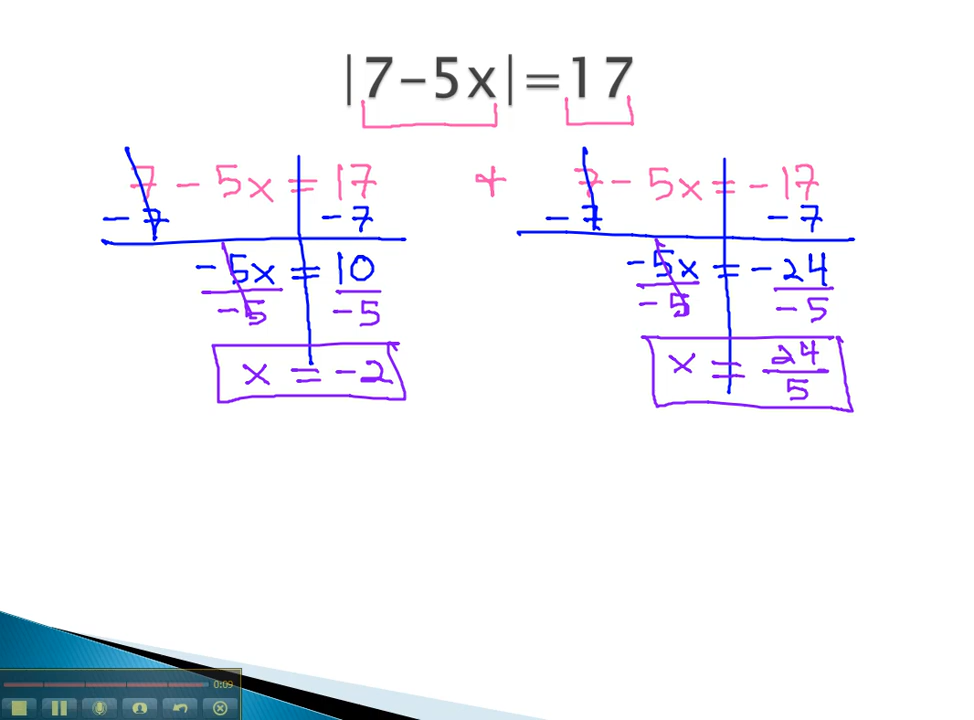 |7-5x|=17
7 - 5x = 17 + 7 - 5x = -17
- 7 - 7 - 7 - 7
-5x = 10 -5x = -24
-5 -5 -5 -5
x = -2 x = 24
5
0:09